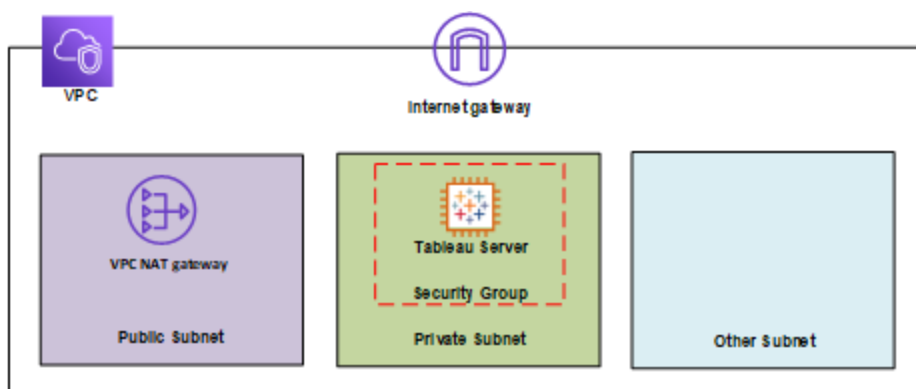 VPC
Internet gateway
VPC NAT gateway
Public Subnet
Tableau Server
Security Group
Private Subnet
Other Subnet